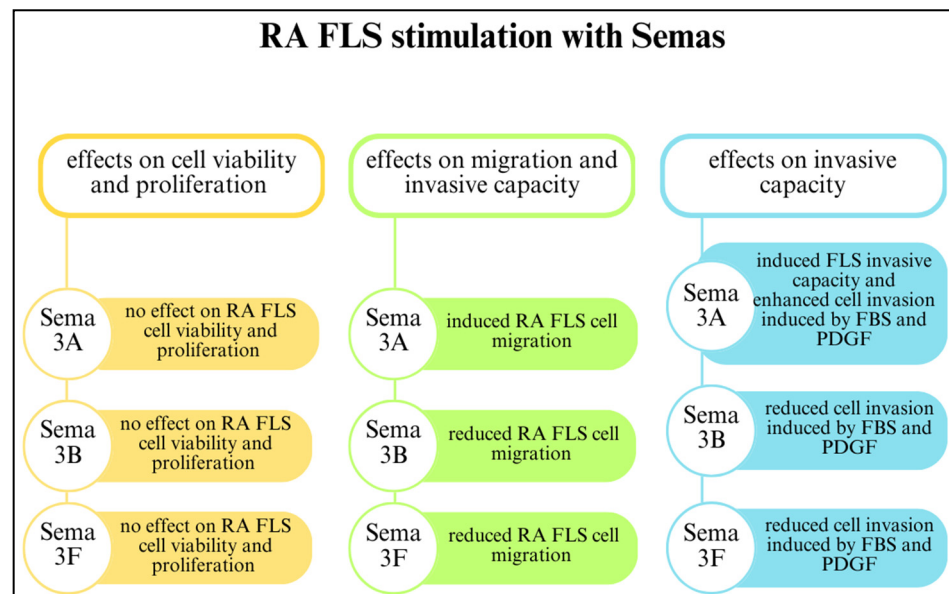 RA FLS stimulation with Semas
effects on cell viability
and proliferation
Sema
3A
no effect on RA FLS
cell viability and
proliferation
Sema
3B
no effect on RA FLS
cell viability and
proliferation
Sema
3F
no effect on RA FLS
cell viability and
proliferation
effects on migration and
invasive capacity
Sema
3A
induced RA FLS cell
migration
Sema
3B
reduced RA FLS cell
migration
Sema
3F
reduced RA FLS cell
migration
effects on invasive
capacity
Sema
3A
induced FLS invasive
capacity and
enhanced cell invasion
induced by FBS and
PDGF
Sema
3B
reduced cell invasion
induced by FBS and
PDGF
Sema
3F
reduced cell invasion
induced by FBS and
PDGF